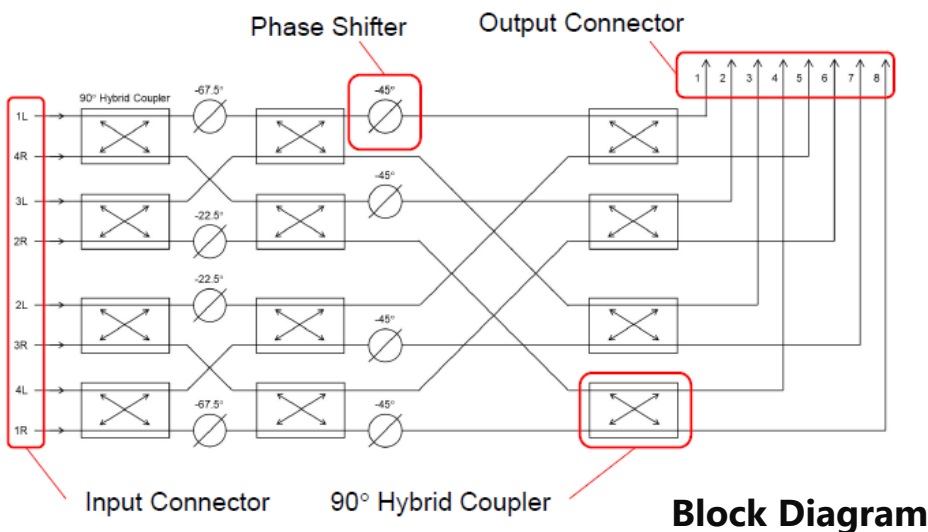 Phase Shifter
Output Connector
1 2 3 4 5 6 7 8
90° Hybrid Coupler
-67.5°
-45°
1L
4R
-45°
3L
-22.5°
2R
-22.5°
2L
-45°
3R
4L
-67.5°
-45°
1R
Input Connector
90° Hybrid Coupler
Block Diagram